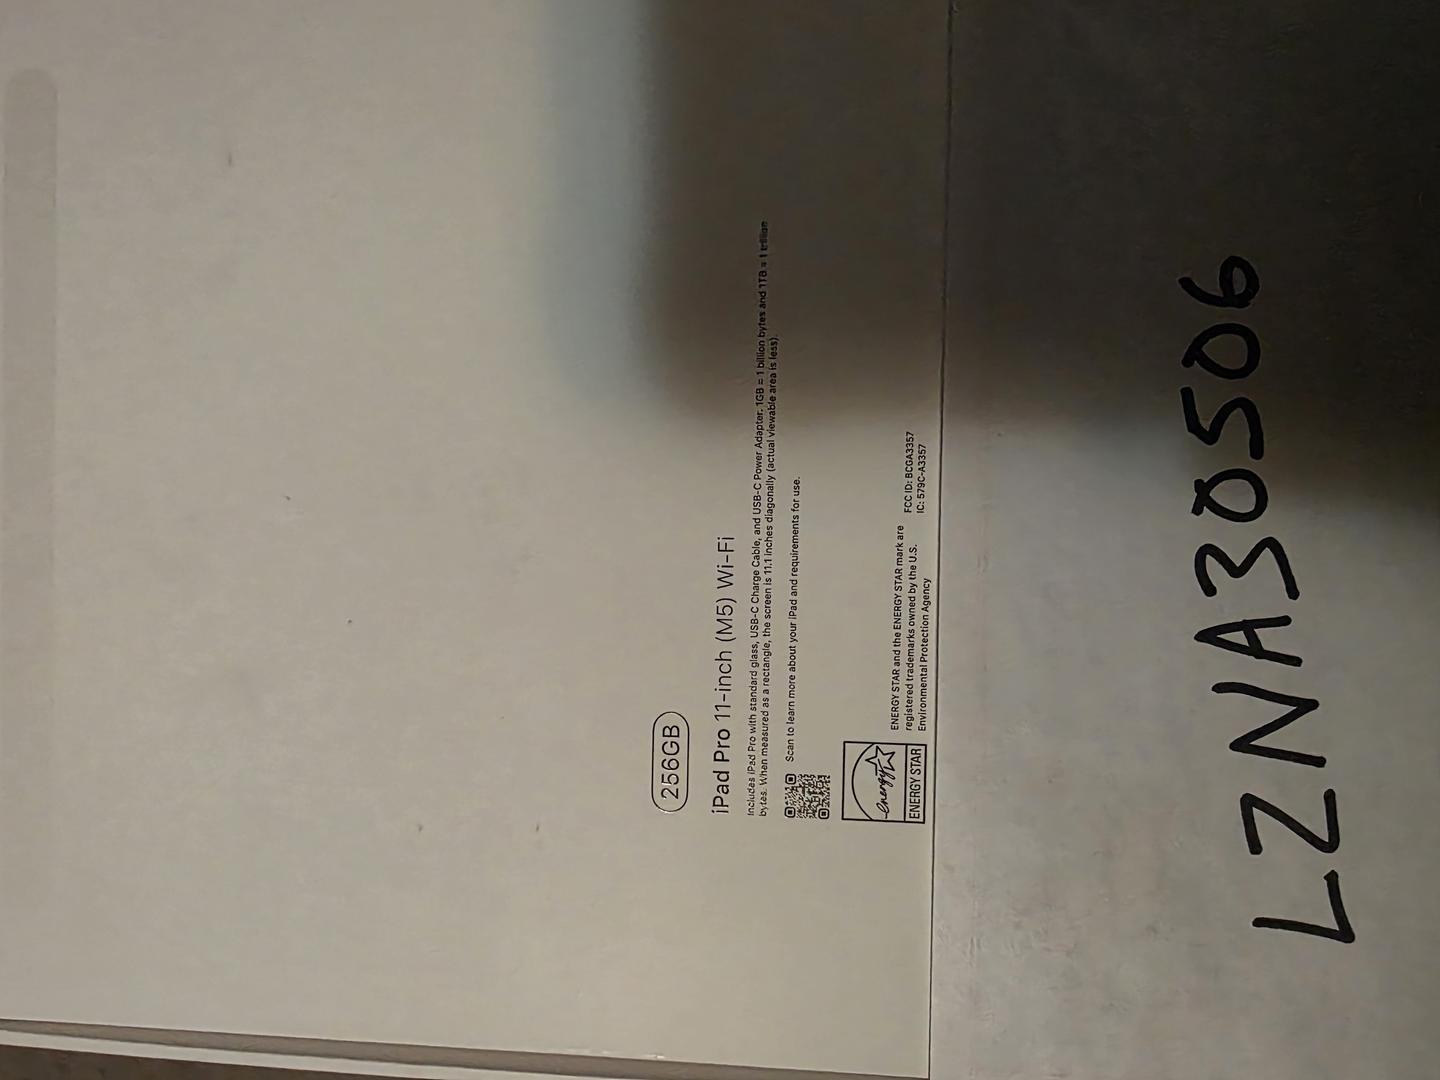 256GB
iPad Pro 11-inch (M5) Wi-Fi
Includes iPad Pro with standard glass, USB-C Charge Cable, and USB-C Power Adapter. 1GB = 1 billion bytes and 1TB = 1 trillion
bytes. When measured as a rectangle, the screen is 11.1 inches diagonally (actual viewable area is less).
Scan to learn more about your iPad and requirements for use.
energy
ENERGY STAR
ENERGY STAR and the ENERGY STAR mark are
registered trademarks owned by the U.S.
Environmental Protection Agency
FCC ID: BCGA3357
IC: 579C-A3357
LZNA30506